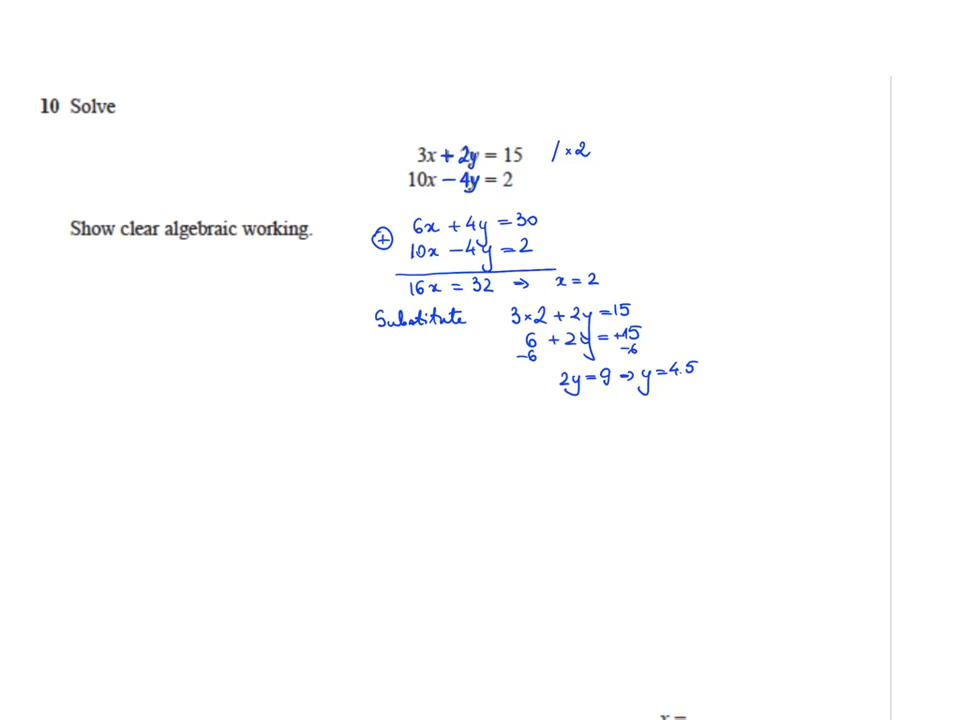 10 Solve
3x + 2y = 15 / × 2
10x − 4y = 2
Show clear algebraic working.
6x + 4y = 30
+
10x − 4y = 2
16x = 32 ⇒ x = 2
Substitute 3 × 2 + 2y = 15
6 + 2y = +15
−6 −6
2y = 9 ⇒ y = 4.5
x =